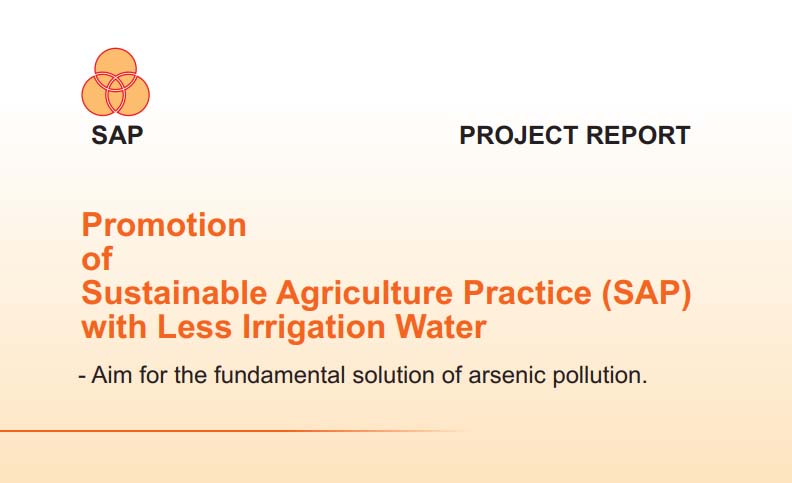 SAP
PROJECT REPORT
Promotion
of
Sustainable Agriculture Practice (SAP)
with Less Irrigation Water
- Aim for the fundamental solution of arsenic pollution.